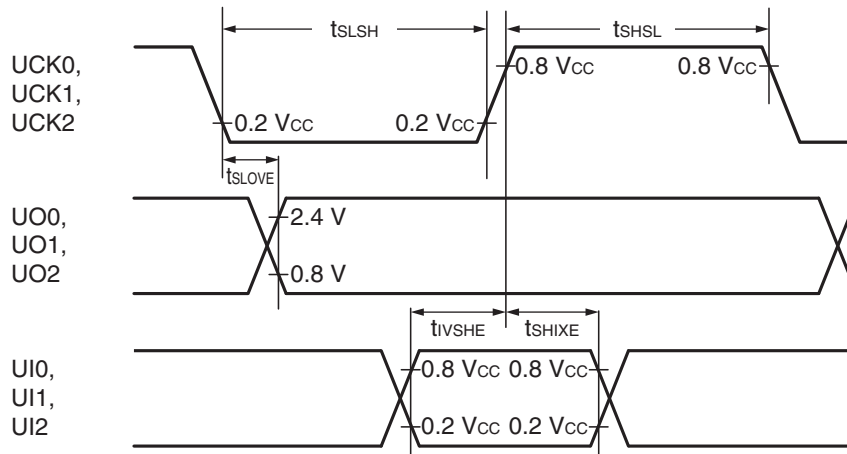 tSLSH tSHSL
UCK0,
UCK1,
UCK2
0.8 VCC 0.8 VCC
0.2 VCC 0.2 VCC
tSLOVE
UO0,
UO1,
UO2
2.4 V
0.8 V
tIVSHE tSHIXE
UI0,
UI1,
UI2
0.8 VCC 0.8 VCC
0.2 VCC 0.2 VCC